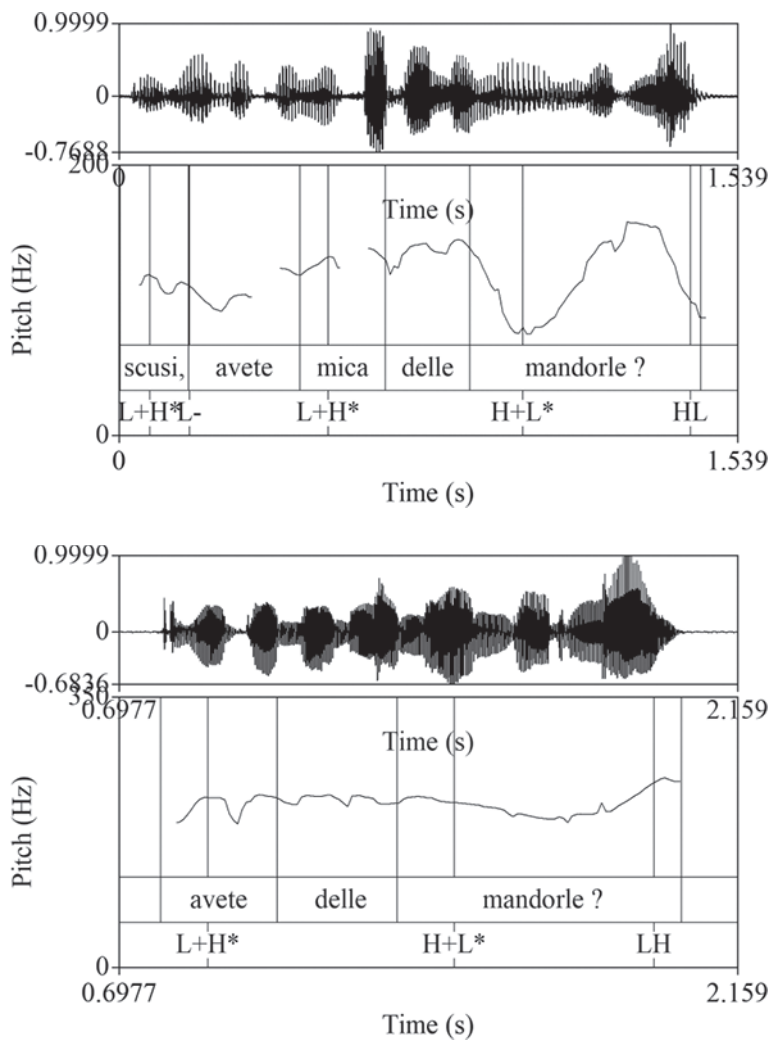 0.9999
0
-0.7688
200
0 1.539
Time (s)
Pitch (Hz)
scusi, avete mica delle mandorle ?
L+H* L- L+H* H+L* HL
0
0 1.539
Time (s)
0.9999
0
-0.6836
350
0.6977 2.159
Time (s)
Pitch (Hz)
avete delle mandorle ?
L+H* H+L* LH
0
0.6977 2.159
Time (s)